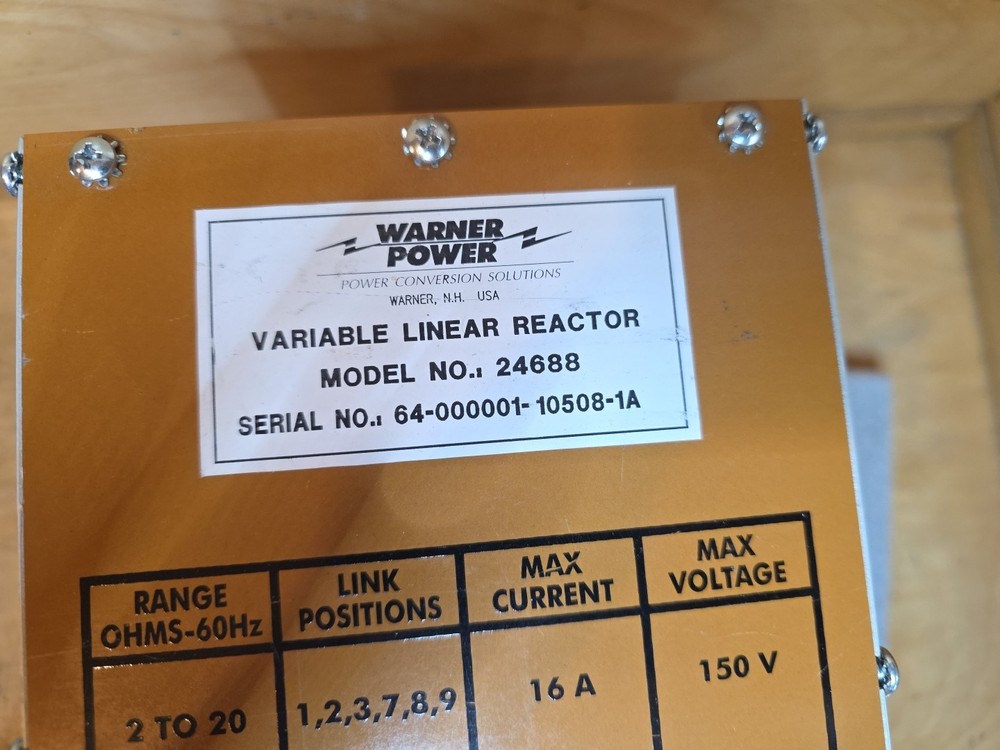 WARNER
POWER
POWER CONVERSION SOLUTIONS
WARNER, N.H. USA
VARIABLE LINEAR REACTOR
MODEL NO.: 24688
SERIAL NO.: 64-000001-10508-1A
RANGE OHMS-60Hz
LINK POSITIONS
MAX CURRENT
MAX VOLTAGE
2 TO 20
1,2,3,7,8,9
16 A
150 V